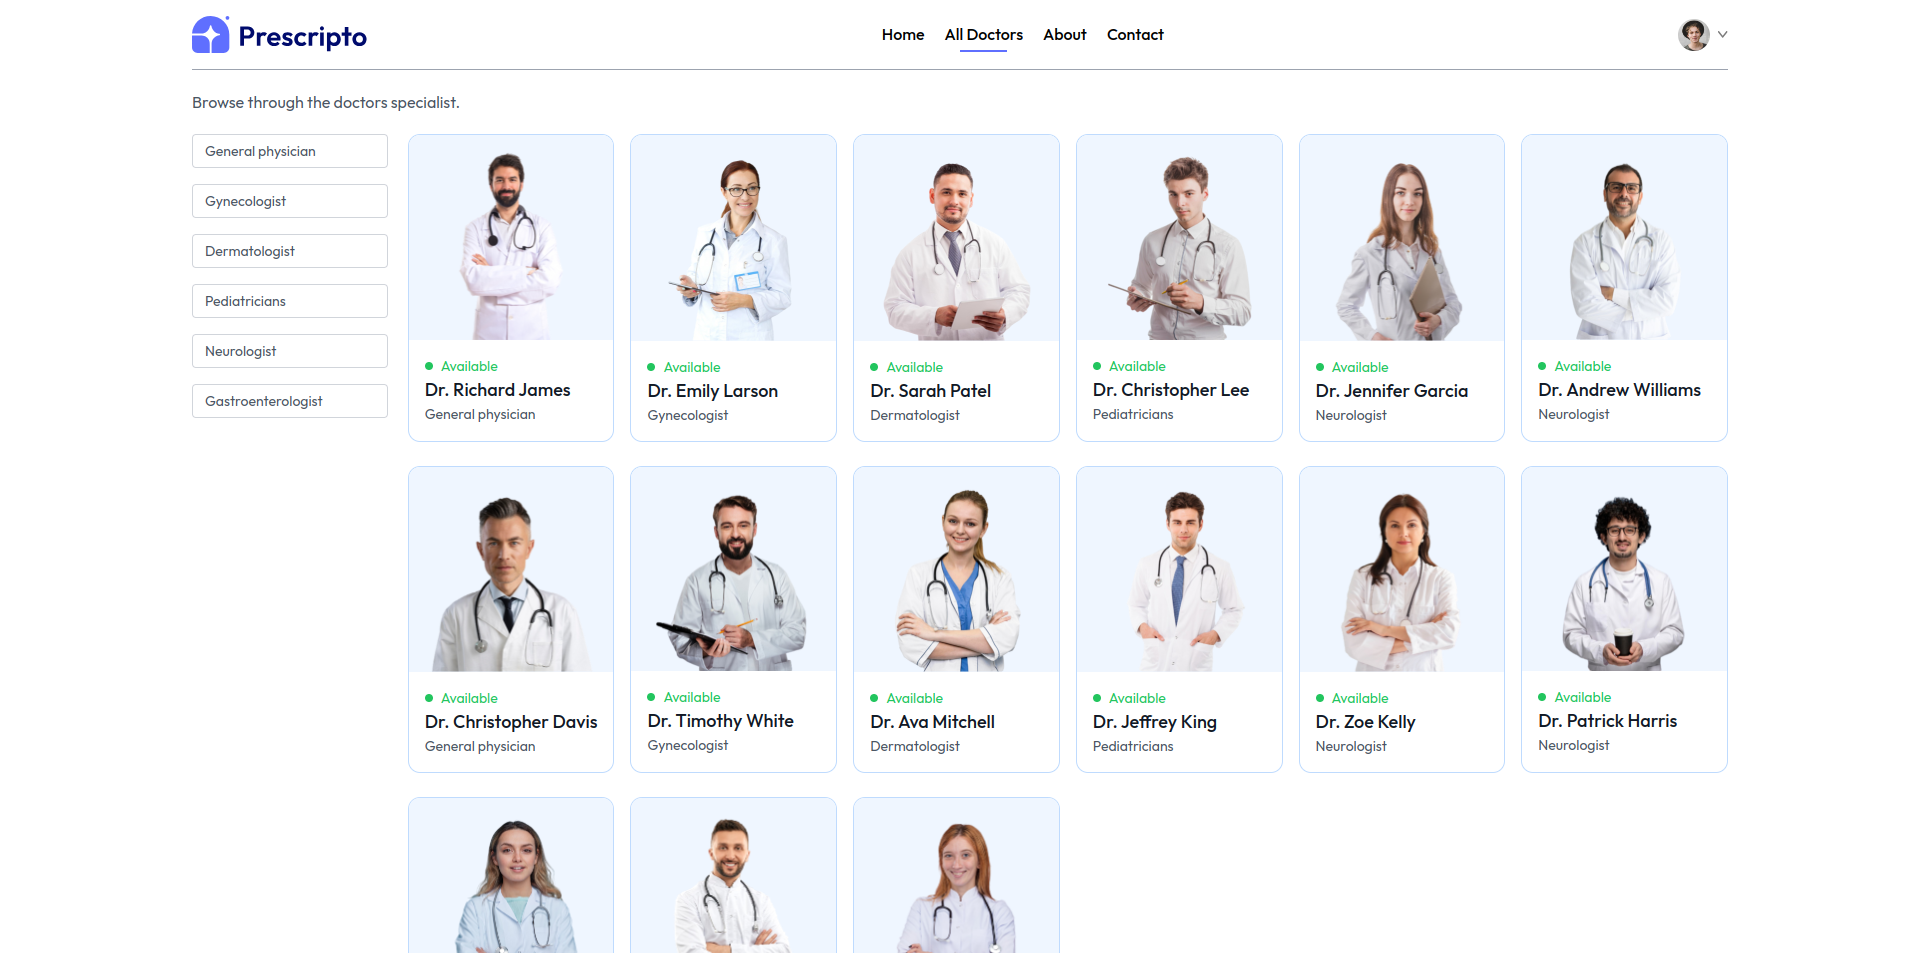 Prescripto
Home
All Doctors
About
Contact
Browse through the doctors specialist.
General physician
Gynecologist
Dermatologist
Pediatricians
Neurologist
Gastroenterologist
Available
Dr. Richard James
General physician
Available
Dr. Emily Larson
Gynecologist
Available
Dr. Sarah Patel
Dermatologist
Available
Dr. Christopher Lee
Pediatricians
Available
Dr. Jennifer Garcia
Neurologist
Available
Dr. Andrew Williams
Neurologist
Available
Dr. Christopher Davis
General physician
Available
Dr. Timothy White
Gynecologist
Available
Dr. Ava Mitchell
Dermatologist
Available
Dr. Jeffrey King
Pediatricians
Available
Dr. Zoe Kelly
Neurologist
Available
Dr. Patrick Harris
Neurologist